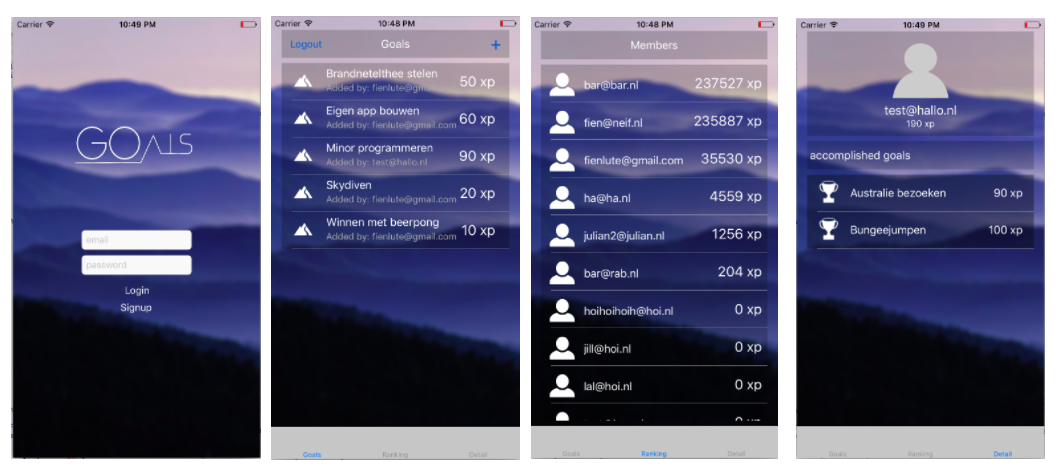 Carrier 10:49 PM
GOALS
email
password
Login
Signup
Carrier 10:48 PM
Logout Goals +
Brandnetelthee stelen
Added by: fienlute@gm 50 xp
Eigen app bouwen
Added by: fienlute@gmail.com 60 xp
Minor programmeren
Added by: test@hallo.nl 90 xp
Skydiven
Added by: fienlute@gmail.com 20 xp
Winnen met beerpong
Added by: fienlute@gmail.com 10 xp
Goals Ranking Detail
Carrier 10:48 PM
Members
bar@bar.nl 237527 xp
fien@neif.nl 235887 xp
fienlute@gmail.com 35530 xp
ha@ha.nl 4559 xp
julian2@julian.nl 1256 xp
bar@rab.nl 204 xp
hoihoihoih@hoi.nl 0 xp
jill@hoi.nl 0 xp
lal@hoi.nl 0 xp
Goals Ranking Detail
Carrier 10:49 PM
test@hallo.nl
190 xp
accomplished goals
Australie bezoeken 90 xp
Bungeejumpen 100 xp
Goals Ranking Detail